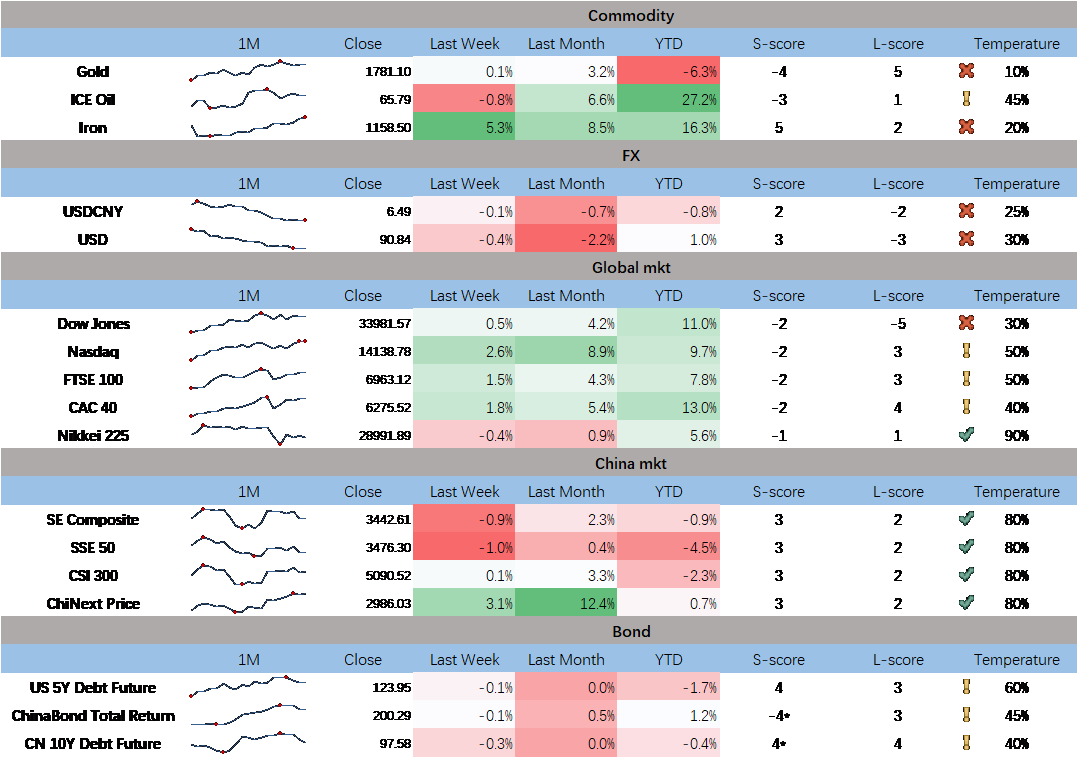 Commodity
1M Close Last Week Last Month YTD S-score L-score Temperature
Gold 1781.10 0.1% 3.2% -6.3% -4 5 10%
ICE Oil 65.79 -0.8% 6.6% 27.2% -3 1 45%
Iron 1158.50 5.3% 8.5% 16.3% 5 2 20%
FX
1M Close Last Week Last Month YTD S-score L-score Temperature
USDCNY 6.49 -0.1% -0.7% -0.8% 2 -2 25%
USD 90.84 -0.4% -2.2% 1.0% 3 -3 30%
Global mkt
1M Close Last Week Last Month YTD S-score L-score Temperature
Dow Jones 33981.57 0.5% 4.2% 11.0% -2 -5 30%
Nasdaq 14138.78 2.6% 8.9% 9.7% -2 3 50%
FTSE 100 6963.12 1.5% 4.3% 7.8% -2 3 50%
CAC 40 6275.52 1.8% 5.4% 13.0% -2 4 40%
Nikkei 225 28991.89 -0.4% 0.9% 5.6% -1 1 90%
China mkt
1M Close Last Week Last Month YTD S-score L-score Temperature
SE Composite 3442.61 -0.9% 2.3% -0.9% 3 2 80%
SSE 50 3476.30 -1.0% 0.4% -4.5% 3 2 80%
CSI 300 5090.52 0.1% 3.3% -2.3% 3 2 80%
ChiNext Price 2986.03 3.1% 12.4% 0.7% 3 2 80%
Bond
1M Close Last Week Last Month YTD S-score L-score Temperature
US 5Y Debt Future 123.95 -0.1% 0.0% -1.7% 4 3 60%
ChinaBond Total Return 200.29 -0.1% 0.5% 1.2% -4* 3 45%
CN 10Y Debt Future 97.58 -0.3% 0.0% -0.4% 4* 4 40%